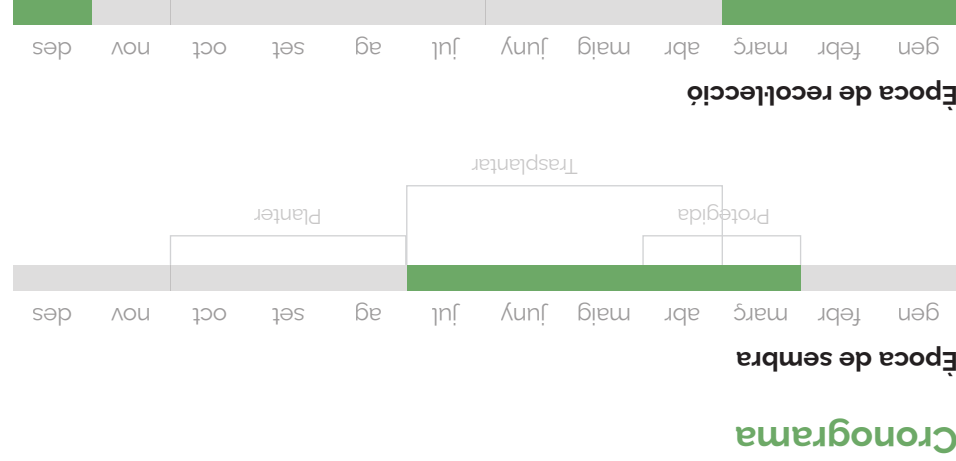 Cronograma
Època de sembra
gen febr març abr maig juny jul ag set oct nov des
Protegida Planter
Trasplantar
Època de recol·lecció
gen febr març abr maig juny jul ag set oct nov des